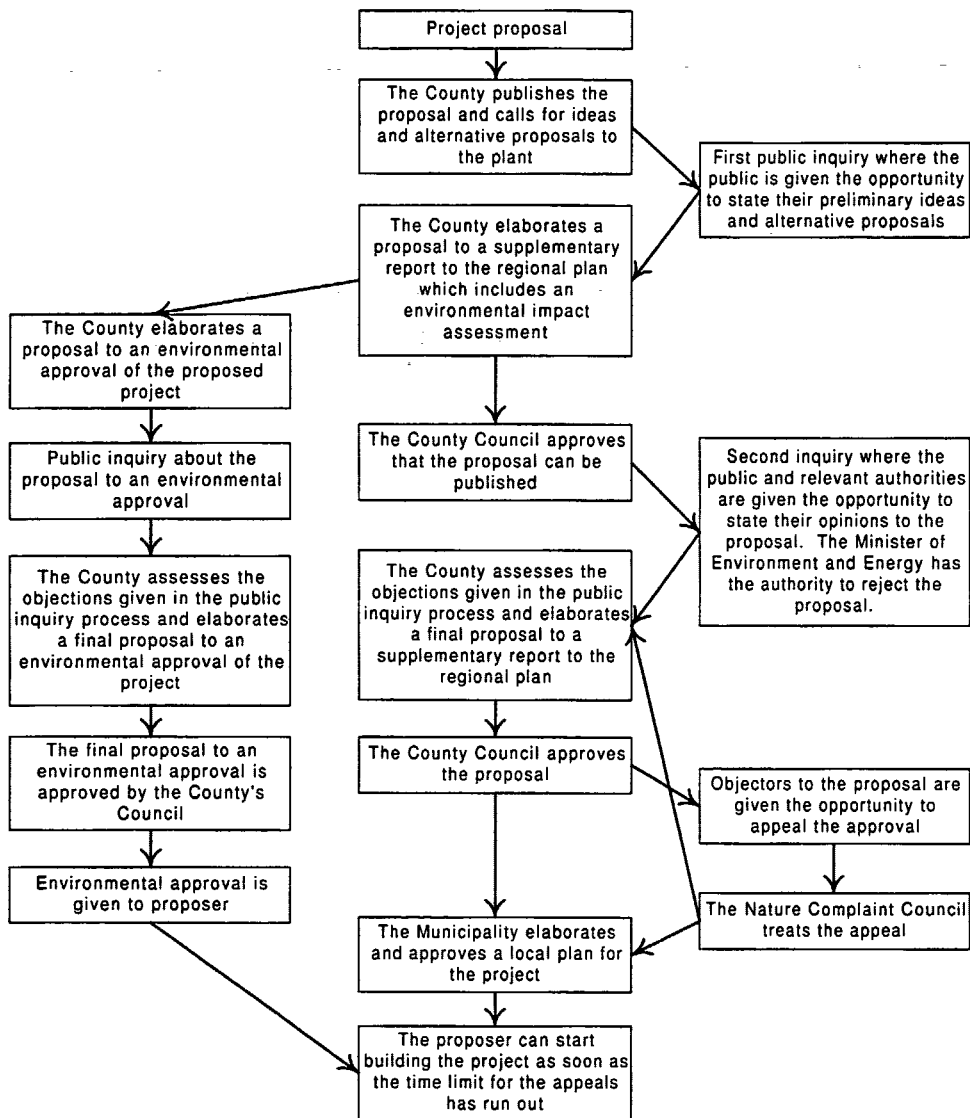 Project proposal
The County publishes the
proposal and calls for ideas
and alternative proposals to
the plant
First public inquiry where the
public is given the opportunity
to state their preliminary ideas
and alternative proposals
The County elaborates a
proposal to a supplementary
report to the regional plan
which includes an
environmental impact
assessment
The County elaborates a
proposal to an environmental
approval of the proposed
project
Public inquiry about the
proposal to an environmental
approval
The County Council approves
that the proposal can be
published
Second inquiry where the
public and relevant authorities
are given the opportunity to
state their opinions to the
proposal. The Minister of
Environment and Energy has
the authority to reject the
proposal.
The County assesses the
objections given in the public
inquiry process and elaborates
a final proposal to an
environmental approval of the
project
The County assesses the
objections given in the public
inquiry process and elaborates
a final proposal to a
supplementary report to the
regional plan
The final proposal to an
environmental approval is
approved by the County's
Council
The County Council approves
the proposal
Objectors to the proposal are
given the opportunity to
appeal the approval
Environmental approval is
given to proposer
The Nature Complaint Council
treats the appeal
The Municipality elaborates
and approves a local plan for
the project
The proposer can start
building the project as soon as
the time limit for the appeals
has run out